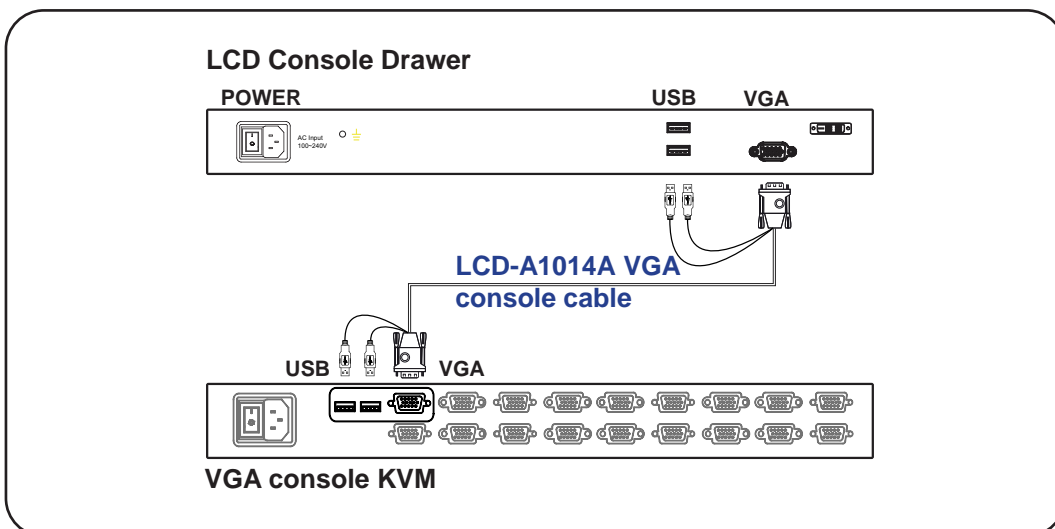 LCD Console Drawer
POWER
USB
VGA
AC Input
100~240V
LCD-A1014A VGA
console cable
USB
VGA
VGA console KVM